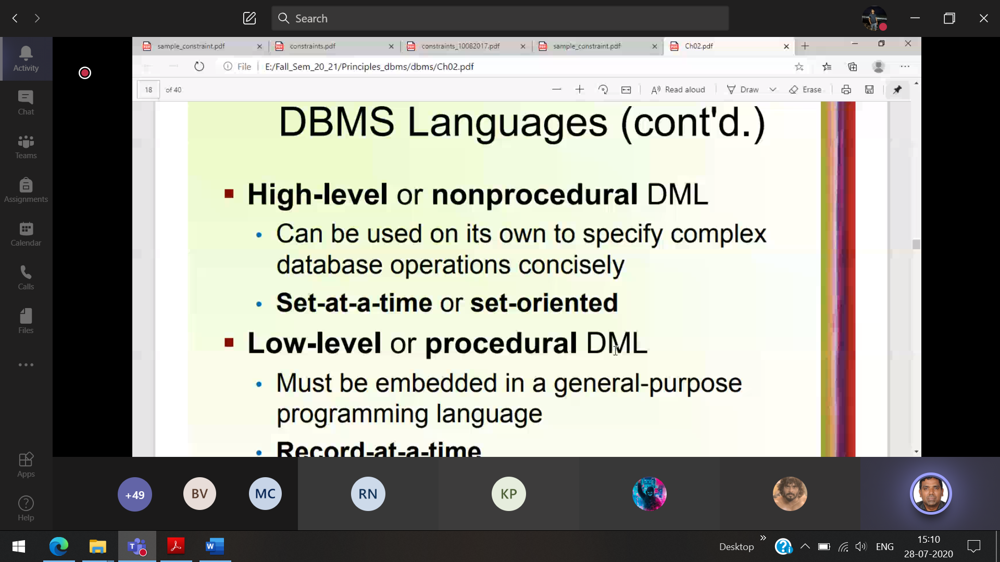 Search
Activity
Chat
Teams
Assignments
Calendar
Calls
Files
Apps
Help
sample_constraint.pdf
constraints.pdf
constraints_10082017.pdf
sample_constraint.pdf
Ch02.pdf
File
E:/Fall_Sem_20_21/Principles_dbms/dbms/Ch02.pdf
18 of 40
Read aloud
Draw
Erase
DBMS Languages (cont'd.)
High-level or nonprocedural DML
Can be used on its own to specify complex
database operations concisely
Set-at-a-time or set-oriented
Low-level or procedural DML
Must be embedded in a general-purpose
programming language
Record-at-a-time
+49
BV
MC
RN
KP
Desktop
ENG
15:10
28-07-2020